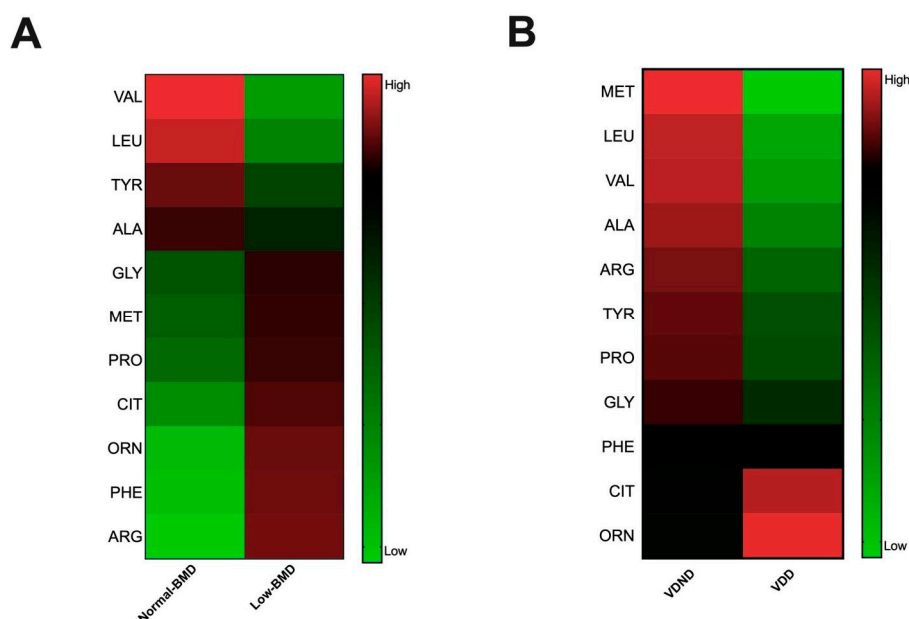 A
VAL
LEU
TYR
ALA
GLY
MET
PRO
CIT
ORN
PHE
ARG
Normal-BMD
Low-BMD
High
Low
B
MET
LEU
VAL
ALA
ARG
TYR
PRO
GLY
PHE
CIT
ORN
VDND
VDD
High
Low